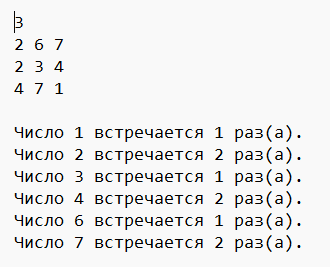 3
2 6 7
2 3 4
4 7 1
Число 1 встречается 1 раз(а).
Число 2 встречается 2 раз(а).
Число 3 встречается 1 раз(а).
Число 4 встречается 2 раз(а).
Число 6 встречается 1 раз(а).
Число 7 встречается 2 раз(а).